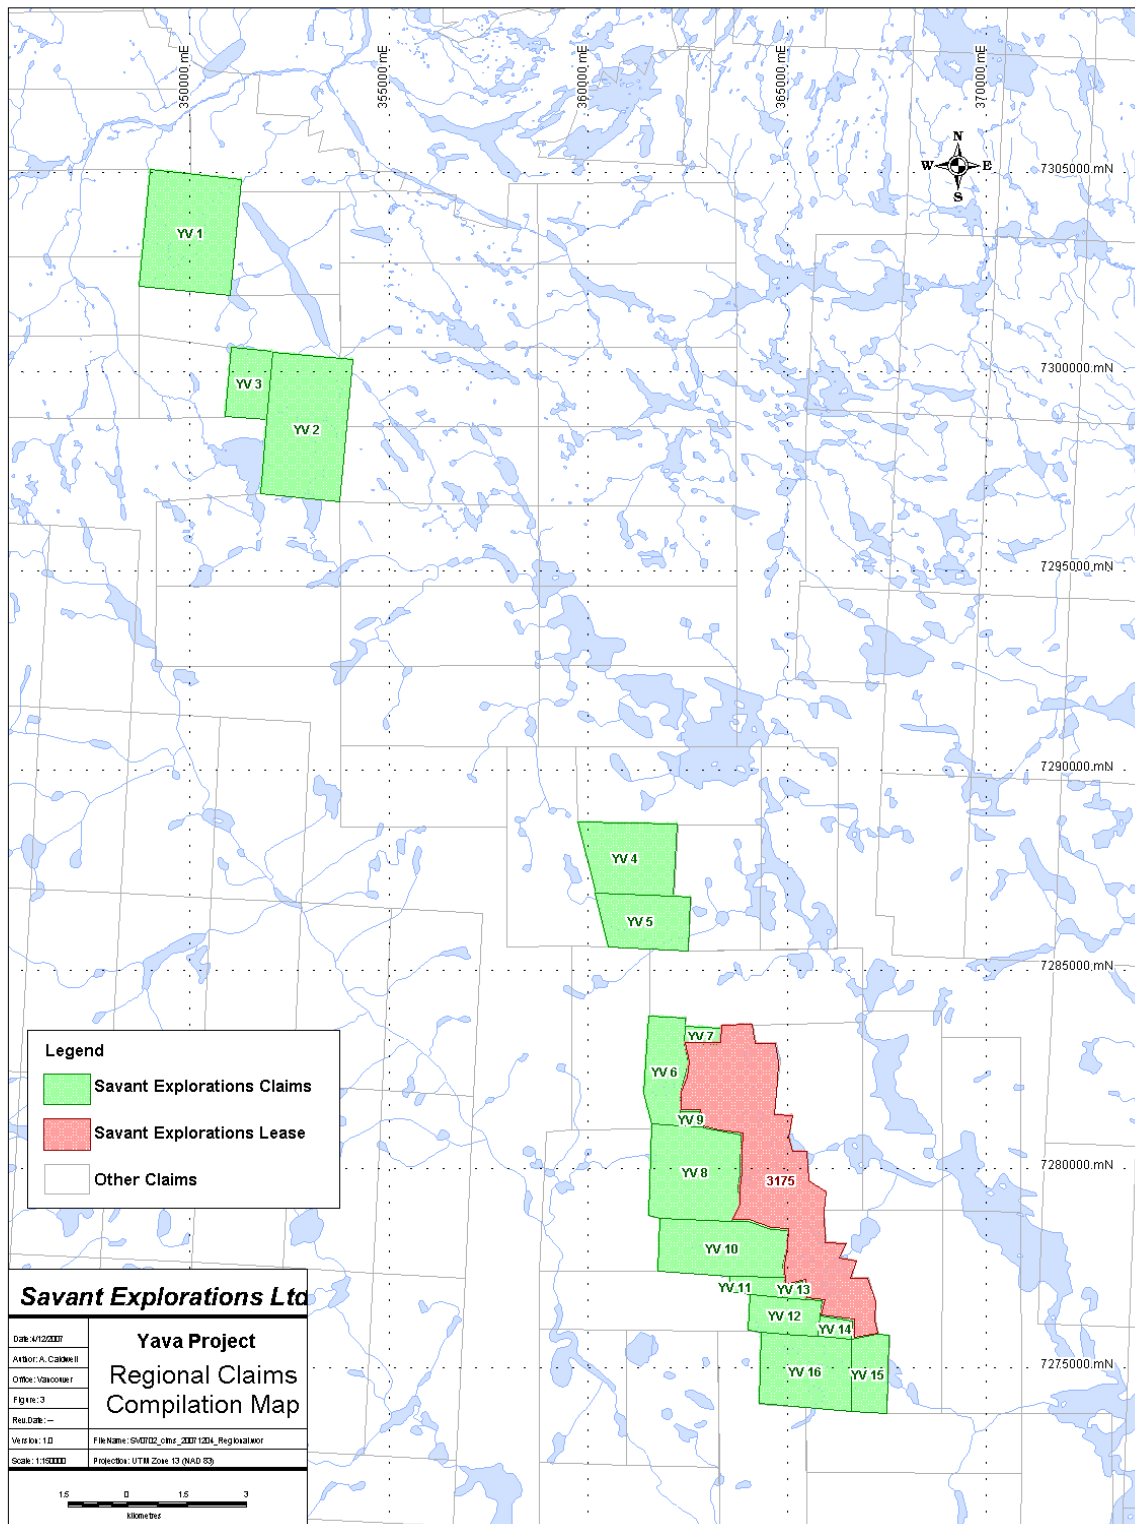 350000 mE
355000 mE
360000 mE
365000 mE
370000 mE
N
W E
S
7305000 mN
YV 1
7300000 mN
YV 3
YV 2
7295000 mN
7290000 mN
YV 4
YV 5
7285000 mN
YV 7
YV 6
YV 9
YV 8
7280000 mN
3175
YV 10
YV 11
YV 13
YV 12
YV 14
7275000 mN
YV 16
YV 15
Legend
Savant Explorations Claims
Savant Explorations Lease
Other Claims
Savant Explorations Ltd
Date: 4/12/2007
Author: A. Caldwell
Office: Vancouver
Figure: 3
Rev.Date: --
Version: 1.0
Scale: 1:150000
Yava Project
Regional Claims
Compilation Map
FileName: SV0702_clms_20071204_Regional.wor
Projection: UTM Zone 13 (NAD 83)
1.5 0 1.5 3
kilometres